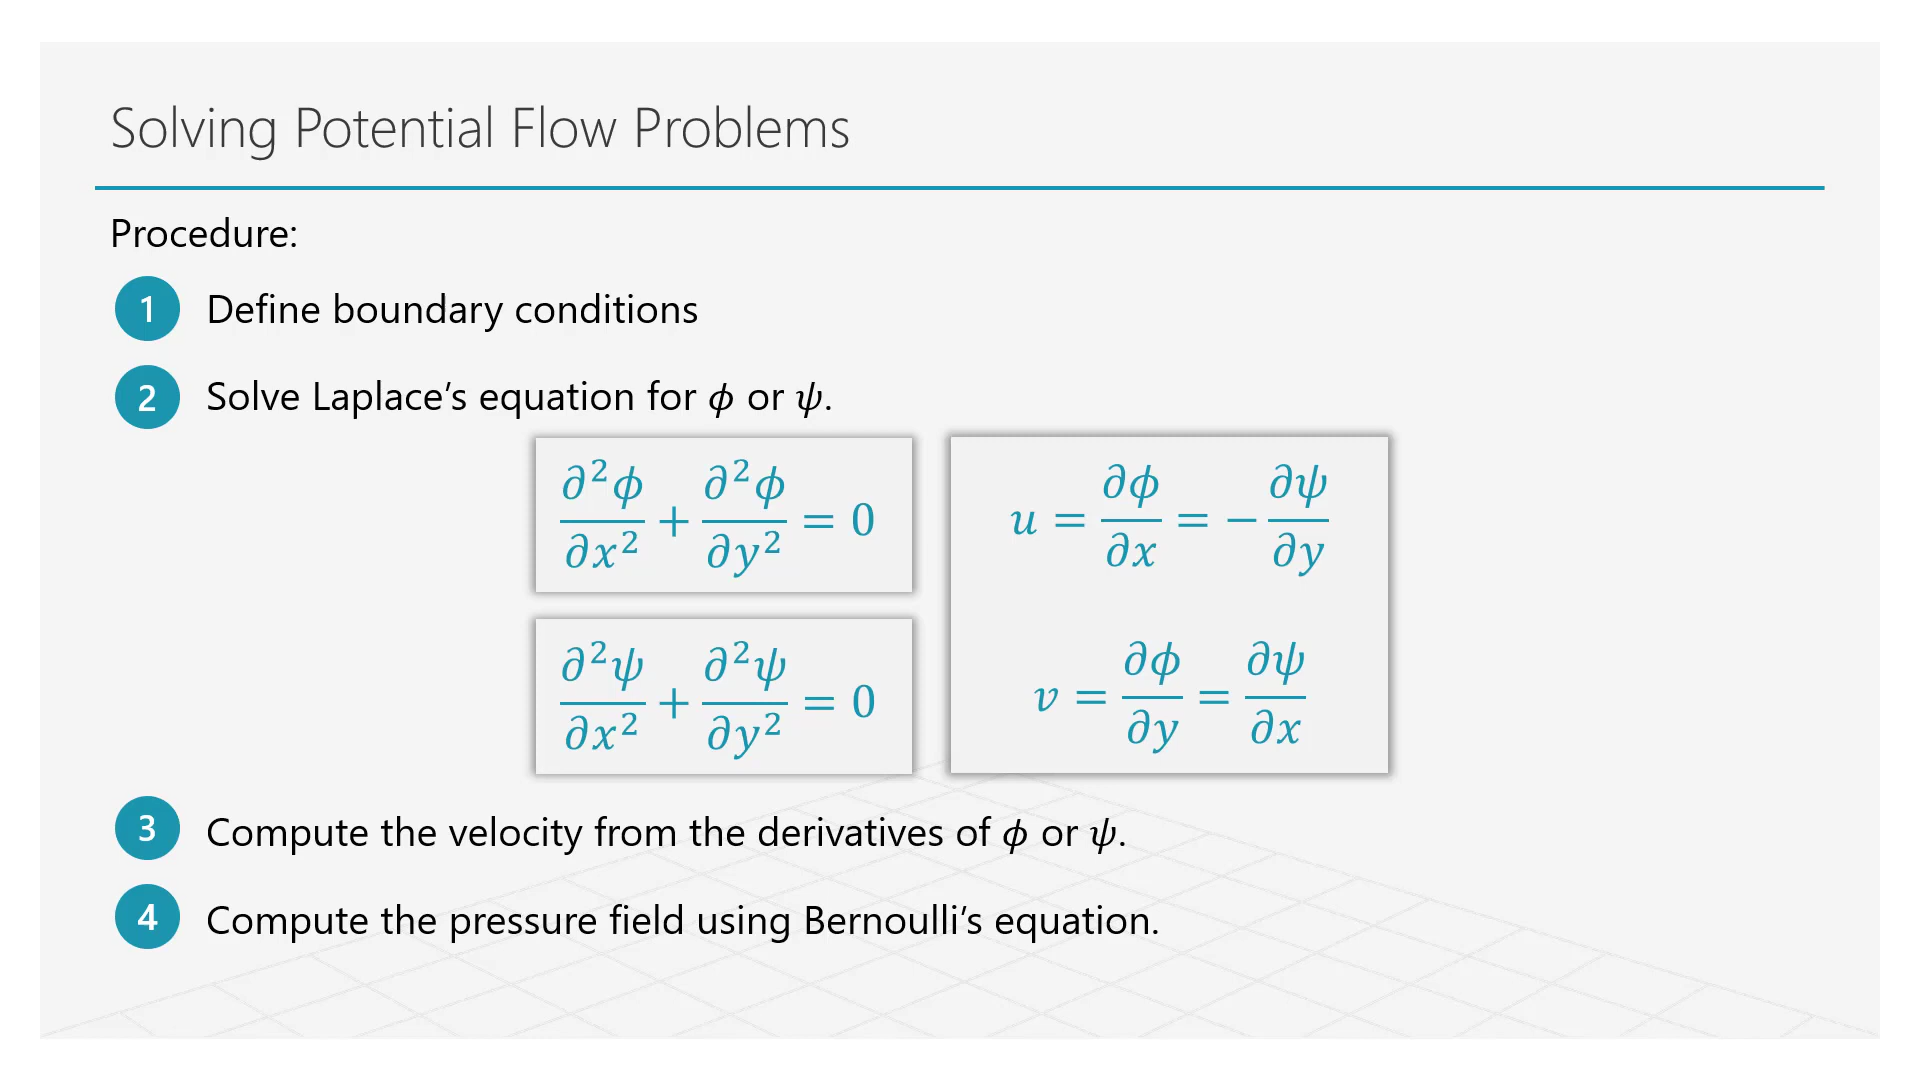 Solving Potential Flow Problems
Procedure:
1 Define boundary conditions
2 Solve Laplace’s equation for 𝜙 or 𝜓.
∂²𝜙/∂x² + ∂²𝜙/∂y² = 0
u = ∂𝜙/∂x = −∂𝜓/∂y
∂²𝜓/∂x² + ∂²𝜓/∂y² = 0
v = ∂𝜙/∂y = ∂𝜓/∂x
3 Compute the velocity from the derivatives of 𝜙 or 𝜓.
4 Compute the pressure field using Bernoulli’s equation.